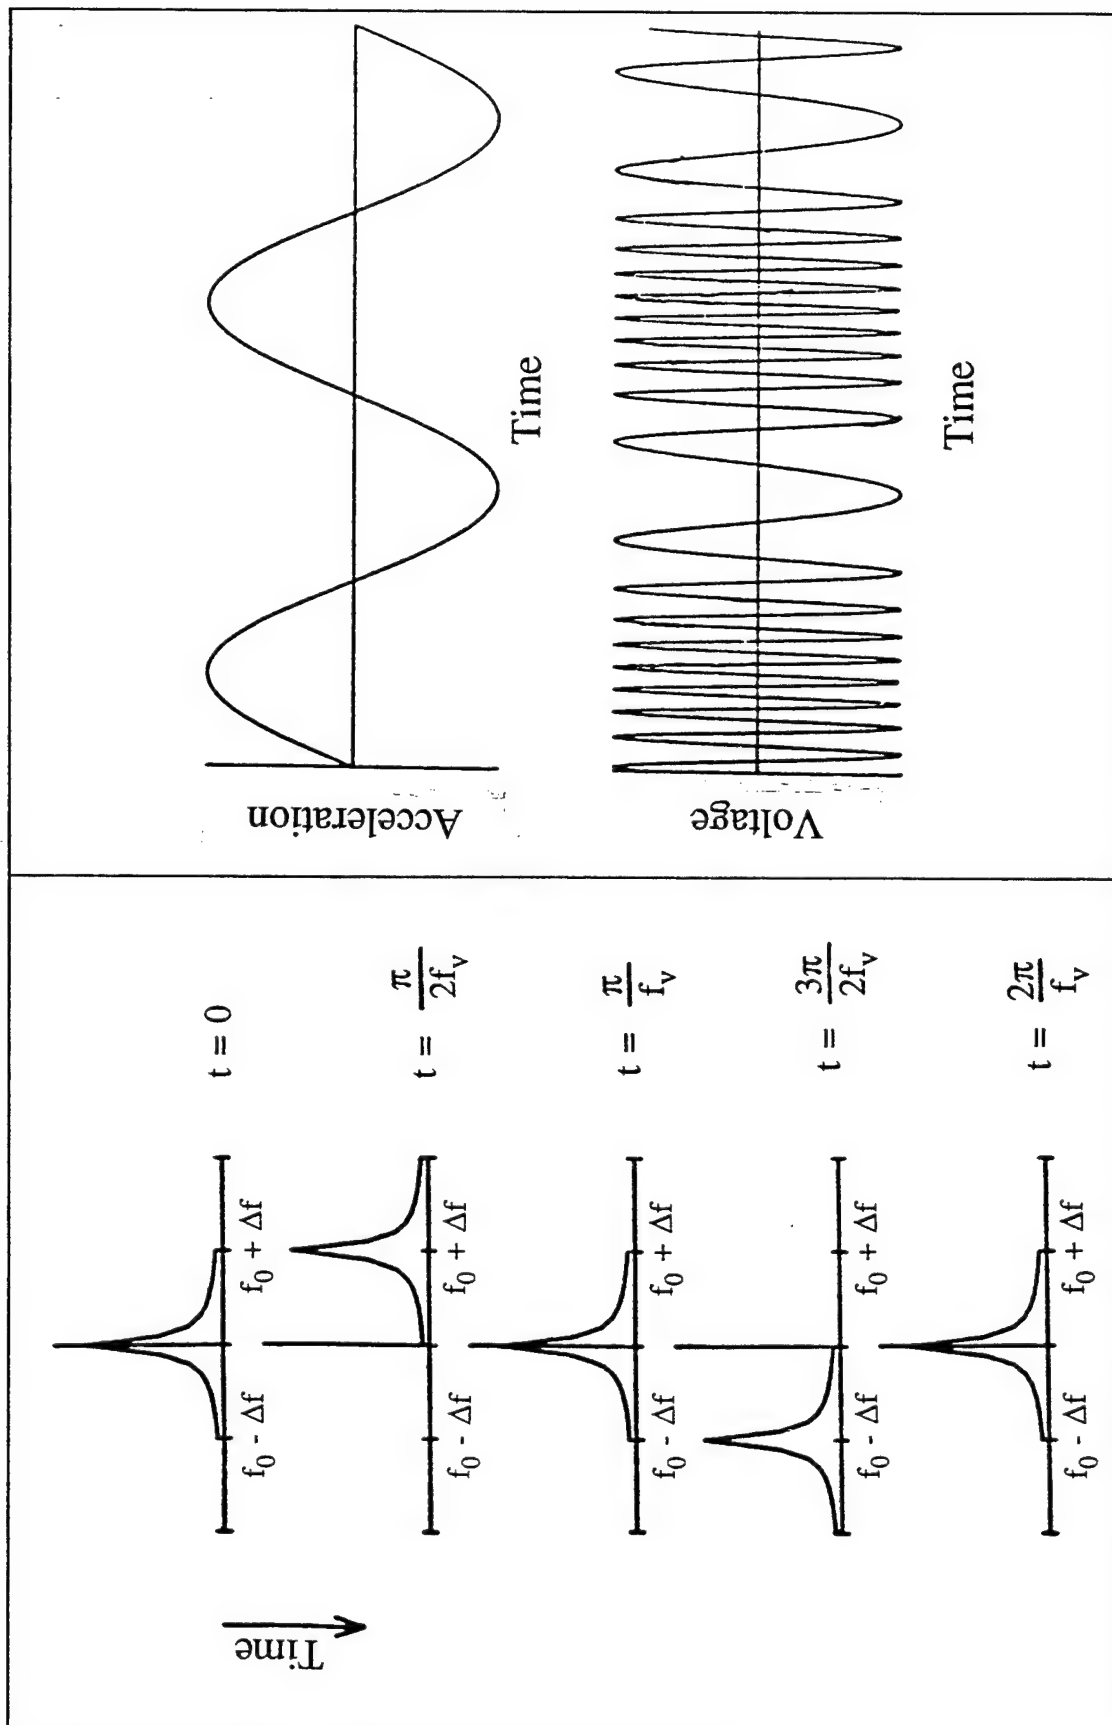 Acceleration
Time
Voltage
Time
Time
t = 0
f₀ - Δf
f₀ + Δf
t = π/2fᵥ
f₀ - Δf
f₀ + Δf
t = π/fᵥ
f₀ - Δf
f₀ + Δf
t = 3π/2fᵥ
f₀ - Δf
f₀ + Δf
t = 2π/fᵥ
f₀ - Δf
f₀ + Δf